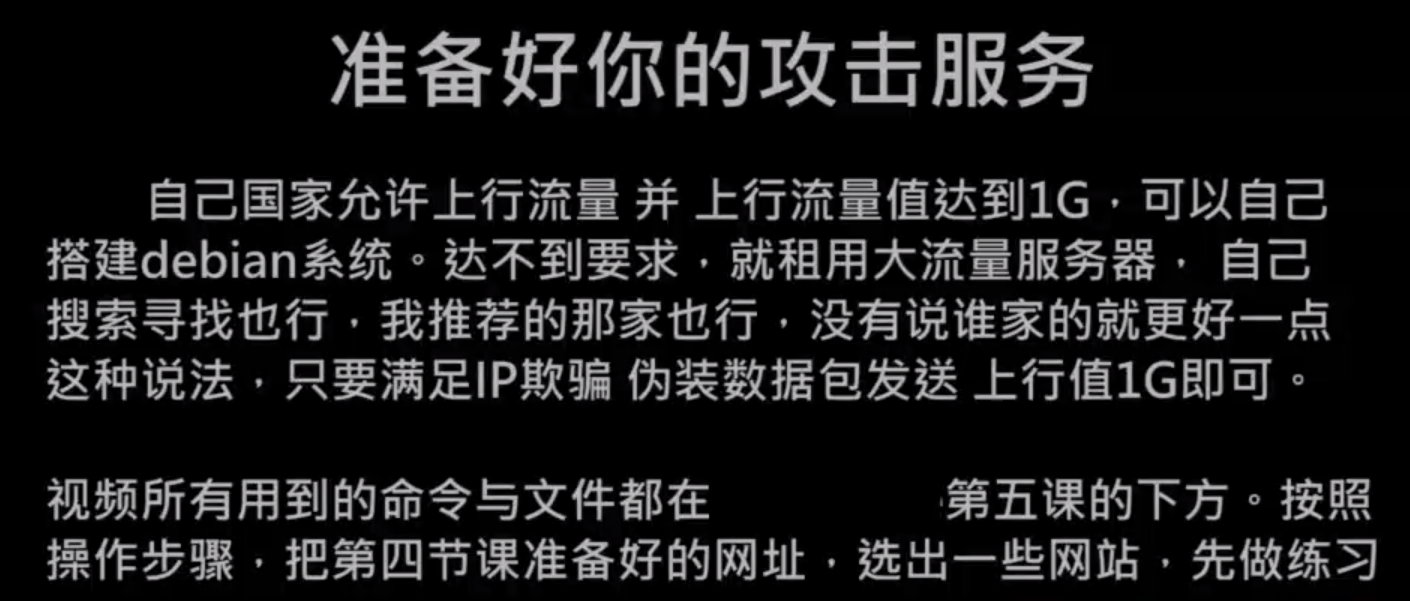 准备好你的攻击服务
自己国家允许上行流量 并 上行流量值达到1G，可以自己
搭建debian系统。达不到要求，就租用大流量服务器， 自己
搜索寻找也行，我推荐的那家也行，没有说谁家的就更好一点
这种说法，只要满足IP欺骗 伪装数据包发送 上行值1G即可。
视频所有用到的命令与文件都在 第五课的下方。按照
操作步骤，把第四节课准备好的网址，选出一些网站，先做练习